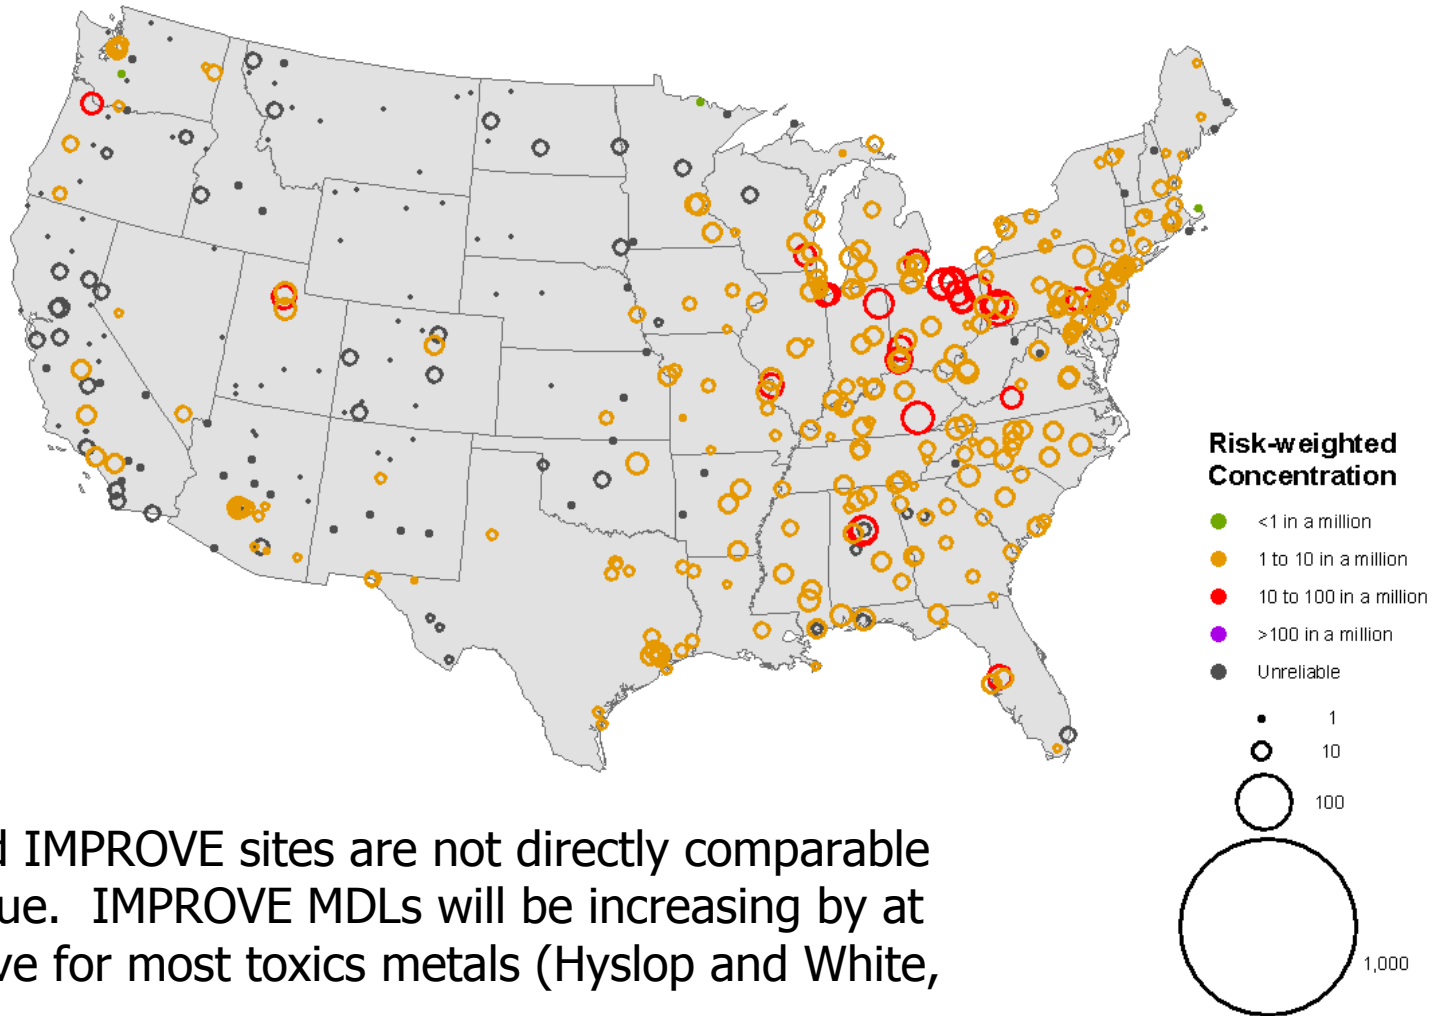 Risk-weighted
Concentration
<1 in a million
1 to 10 in a million
10 to 100 in a million
>100 in a million
Unreliable
1
10
100
1,000
d IMPROVE sites are not directly comparable
ue. IMPROVE MDLs will be increasing by at
ve for most toxics metals (Hyslop and White,